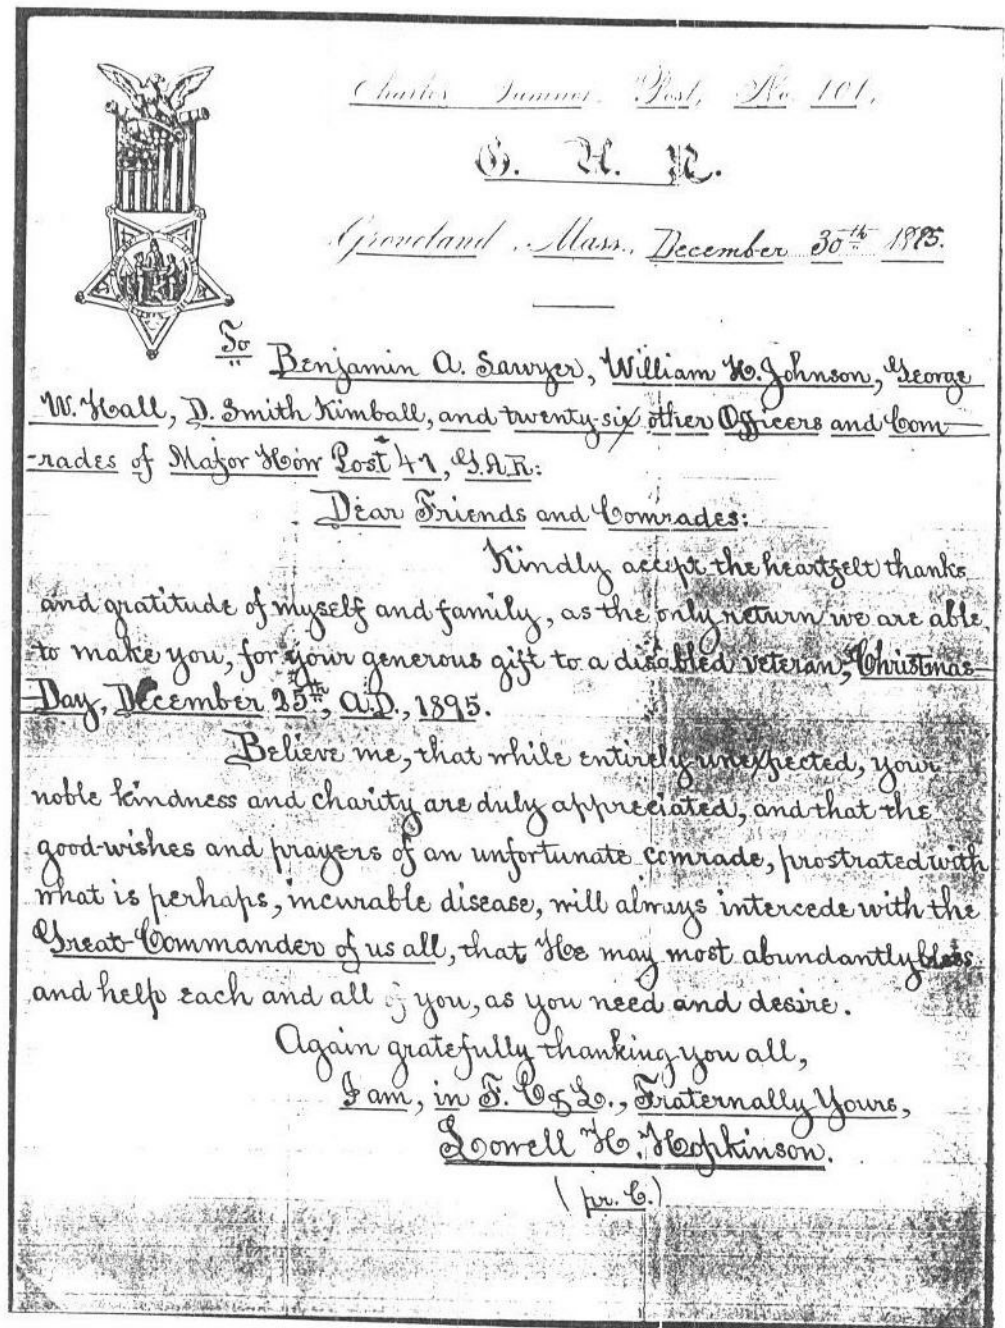 Charles Sumner Post, No. 101,
G. A. R.
Groveland, Mass., December 30th 1895.
To Benjamin A. Sawyer, William H. Johnson, George
W. Hall, D. Smith Kimball, and twenty-six other Officers and Com-
-rades of Major How Post 47, G.A.R.:
Dear Friends and Comrades:
Kindly accept the heartfelt thanks
and gratitude of myself and family, as the only return we are able
to make you, for your generous gift to a disabled veteran, Christmas-
Day, December 25th, A.D., 1895.
Believe me, that while entirely unexpected, your
noble kindness and charity are duly appreciated, and that the
good-wishes and prayers of an unfortunate comrade, prostrated with
what is perhaps, incurable disease, will always intercede with the
Great Commander of us all, that He may most abundantly bless
and help each and all of you, as you need and desire.
Again gratefully thanking you all,
I am, in F. C & L., Fraternally Yours,
Lowell H. Hopkinson.
(pr. C.)